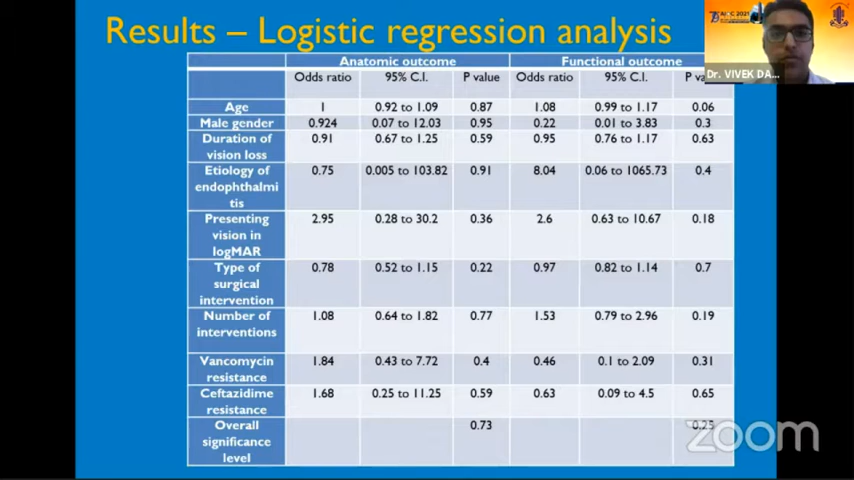 Results – Logistic regression analysis
Anatomic outcome Functional outcome
Odds ratio 95% C.I. P value Odds ratio 95% C.I.
Age 1 0.92 to 1.09 0.87 1.08 0.99 to 1.17 0.06
Male gender 0.924 0.07 to 12.03 0.95 0.22 0.01 to 3.83 0.3
Duration of 0.91 0.67 to 1.25 0.59 0.95 0.76 to 1.17 0.63
vision loss
Etiology of 0.75 0.005 to 103.82 0.91 8.04 0.06 to 1065.73 0.4
endophthalmi
tis
Presenting 2.95 0.28 to 30.2 0.36 2.6 0.63 to 10.67 0.18
vision in
logMAR
Type of 0.78 0.52 to 1.15 0.22 0.97 0.82 to 1.14 0.7
surgical
intervention
Number of 1.08 0.64 to 1.82 0.77 1.53 0.79 to 2.96 0.19
interventions
Vancomycin 1.84 0.43 to 7.72 0.4 0.46 0.1 to 2.09 0.31
resistance
Ceftazidime 1.68 0.25 to 11.25 0.59 0.63 0.09 to 4.5 0.65
resistance
Overall 0.73 0.25
significance
level
Dr. VIVEK DA...
zoom